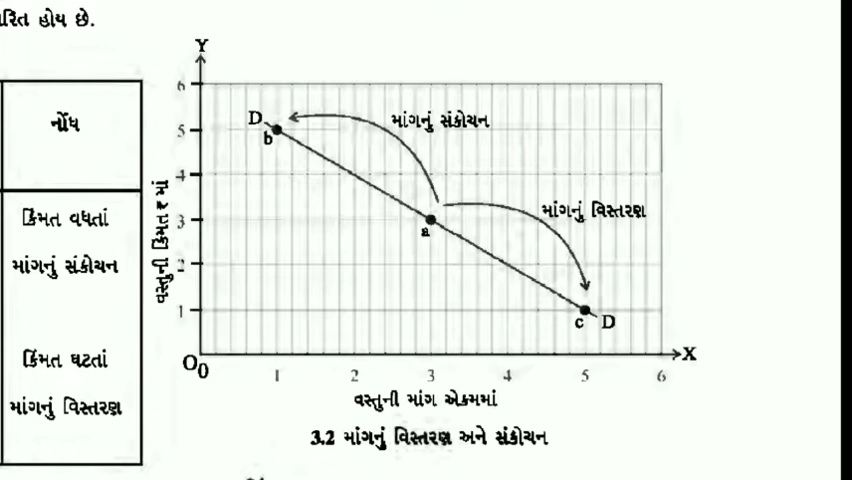 રિત હોય છે.
નોંધ
કિંમત વધતાં
માંગનું સંકોચન
કિંમત ઘટતાં
માંગનું વિસ્તરણ
Y
6
5
4
3
2
1
વસ્તુની કિંમત ₹ માં
D
b
માંગનું સંકોચન
a
માંગનું વિસ્તરણ
c D
O
0 1 2 3 4 5 6
X
વસ્તુની માંગ એકમમાં
3.2 માંગનું વિસ્તરણ અને સંકોચન